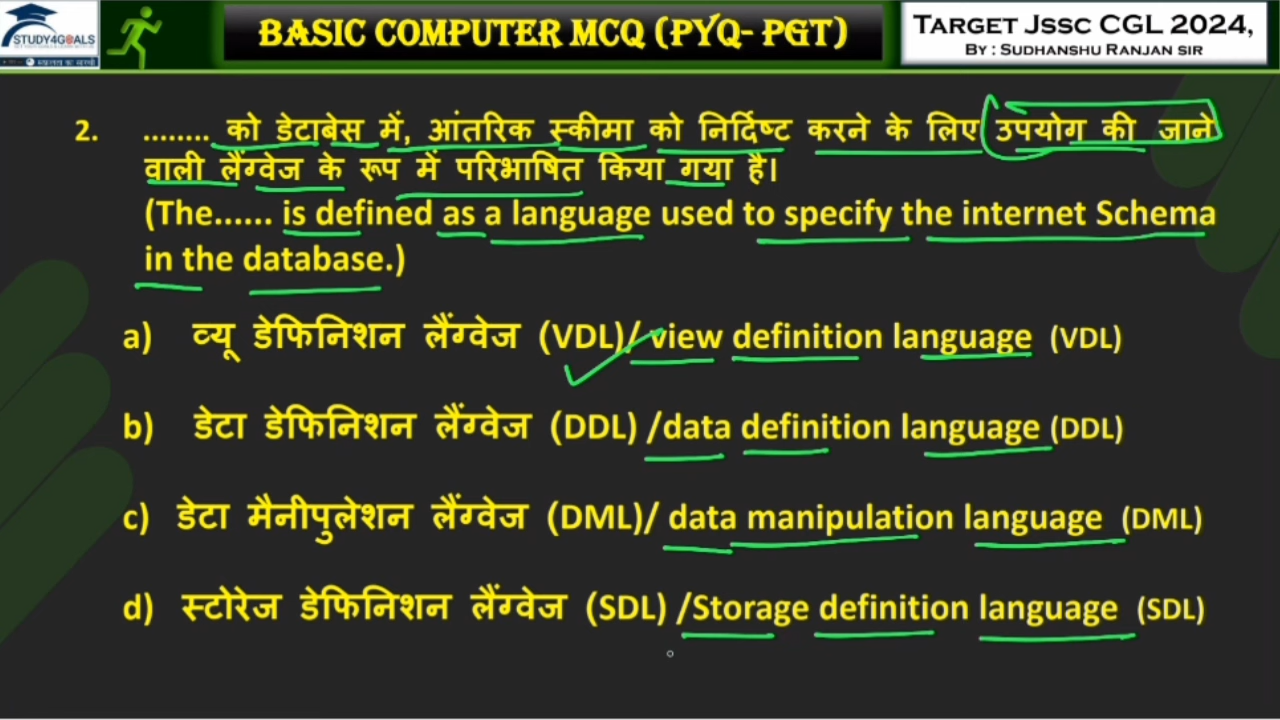 STUDY4GOALS
BASIC COMPUTER MCQ (PYQ- PGT)
TARGET JSSC CGL 2024,
BY : SUDHANSHU RANJAN SIR
2. ........ को डेटाबेस में, आंतरिक स्कीमा को निर्दिष्ट करने के लिए उपयोग की जाने
वाली लैंग्वेज के रूप में परिभाषित किया गया है।
(The...... is defined as a language used to specify the internet Schema
in the database.)
a) व्यू डेफिनिशन लैंग्वेज (VDL)/ view definition language (VDL)
b) डेटा डेफिनिशन लैंग्वेज (DDL) /data definition language (DDL)
c) डेटा मैनीपुलेशन लैंग्वेज (DML)/ data manipulation language (DML)
d) स्टोरेज डेफिनिशन लैंग्वेज (SDL) /Storage definition language (SDL)